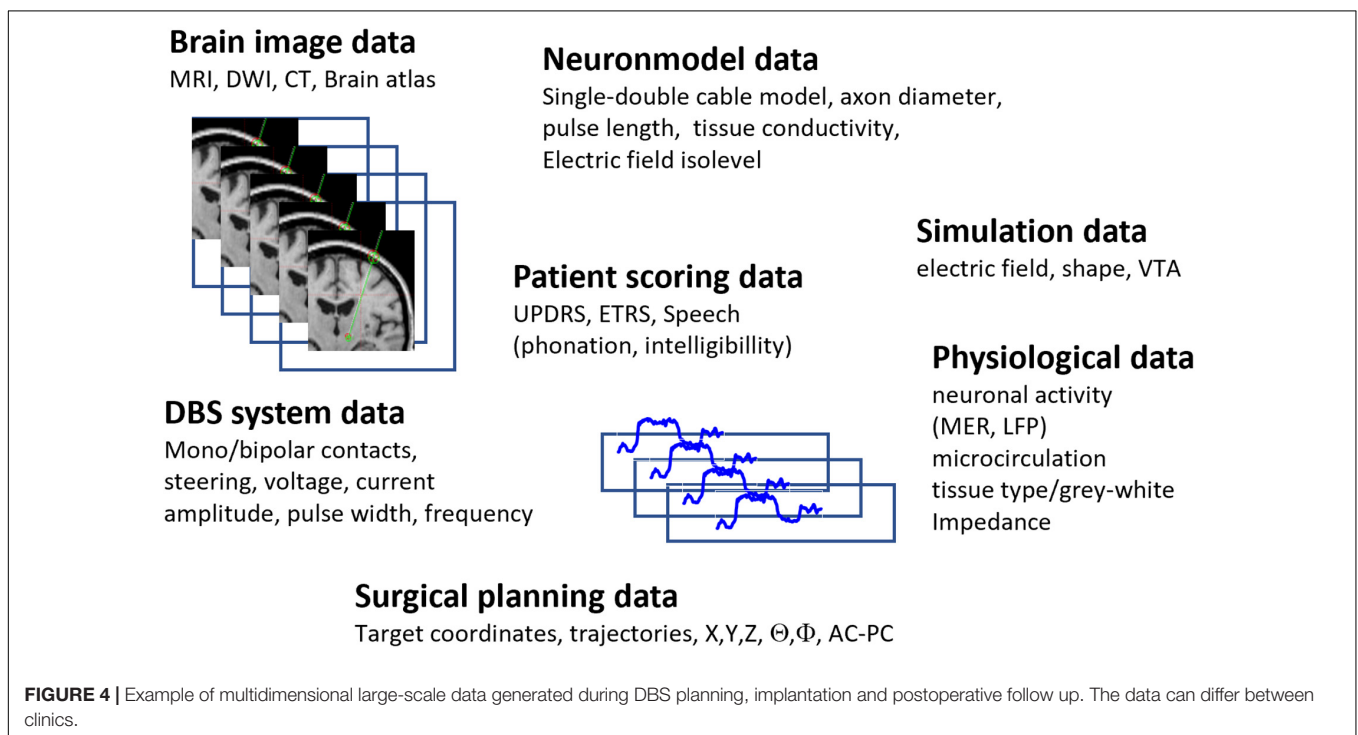 Brain image data
MRI, DWI, CT, Brain atlas
Neuronmodel data
Single-double cable model, axon diameter,
pulse length, tissue conductivity,
Electric field isolevel
Simulation data
electric field, shape, VTA
Patient scoring data
UPDRS, ETRS, Speech
(phonation, intelligibillity)
Physiological data
neuronal activity
(MER, LFP)
microcirculation
tissue type/grey-white
Impedance
DBS system data
Mono/bipolar contacts,
steering, voltage, current
amplitude, pulse width, frequency
Surgical planning data
Target coordinates, trajectories, X,Y,Z, Θ,Φ, AC-PC
FIGURE 4 | Example of multidimensional large-scale data generated during DBS planning, implantation and postoperative follow up. The data can differ between
clinics.